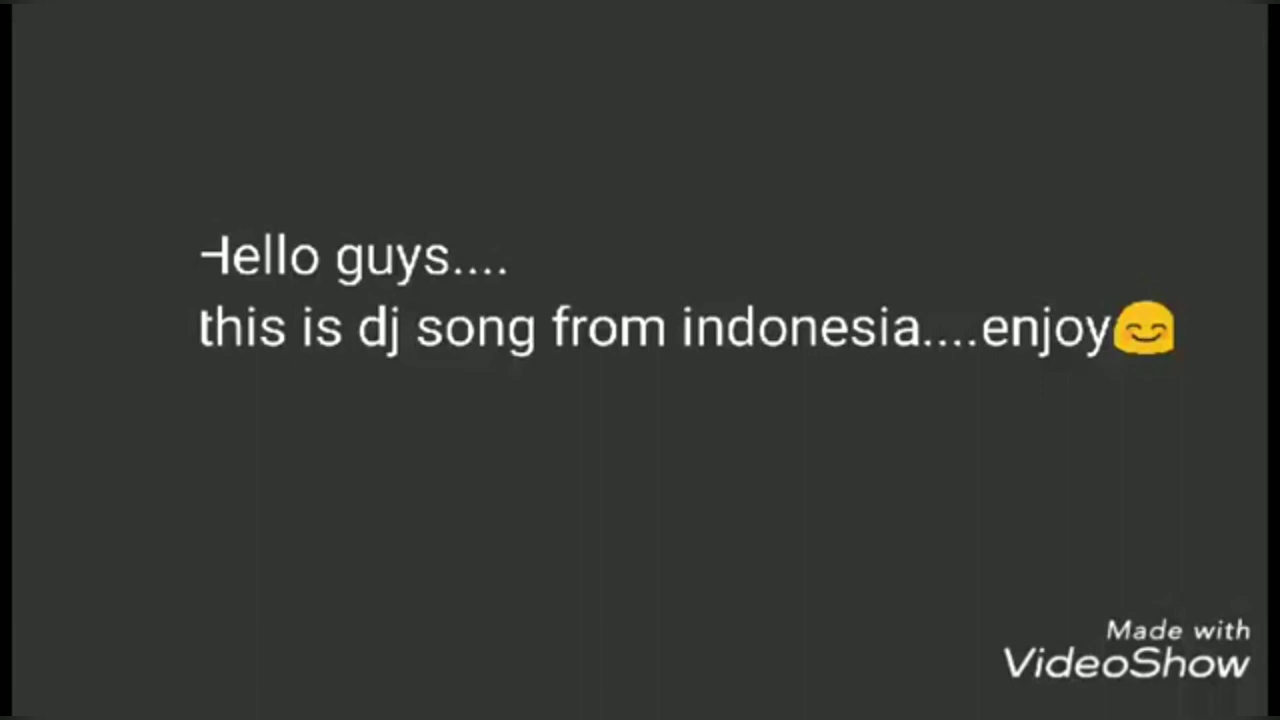 Hello guys....
this is dj song from indonesia....enjoy😊
Made with
VideoShow